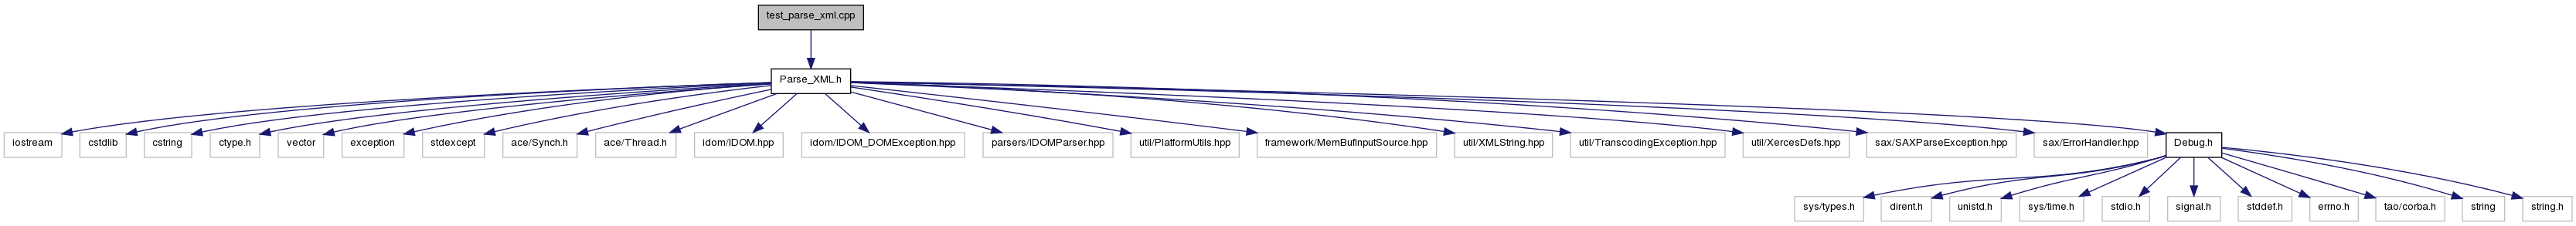 test_parse_xml.cpp
Parse_XML.h
iostream
cstdlib
cstring
ctype.h
vector
exception
stdexcept
ace/Synch.h
ace/Thread.h
idom/IDOM.hpp
idom/IDOM_DOMException.hpp
parsers/IDOMParser.hpp
util/PlatformUtils.hpp
framework/MemBufInputSource.hpp
util/XMLString.hpp
util/TranscodingException.hpp
util/XercesDefs.hpp
sax/SAXParseException.hpp
sax/ErrorHandler.hpp
Debug.h
sys/types.h
dirent.h
unistd.h
sys/time.h
stdio.h
signal.h
stddef.h
errno.h
tao/corba.h
string
string.h